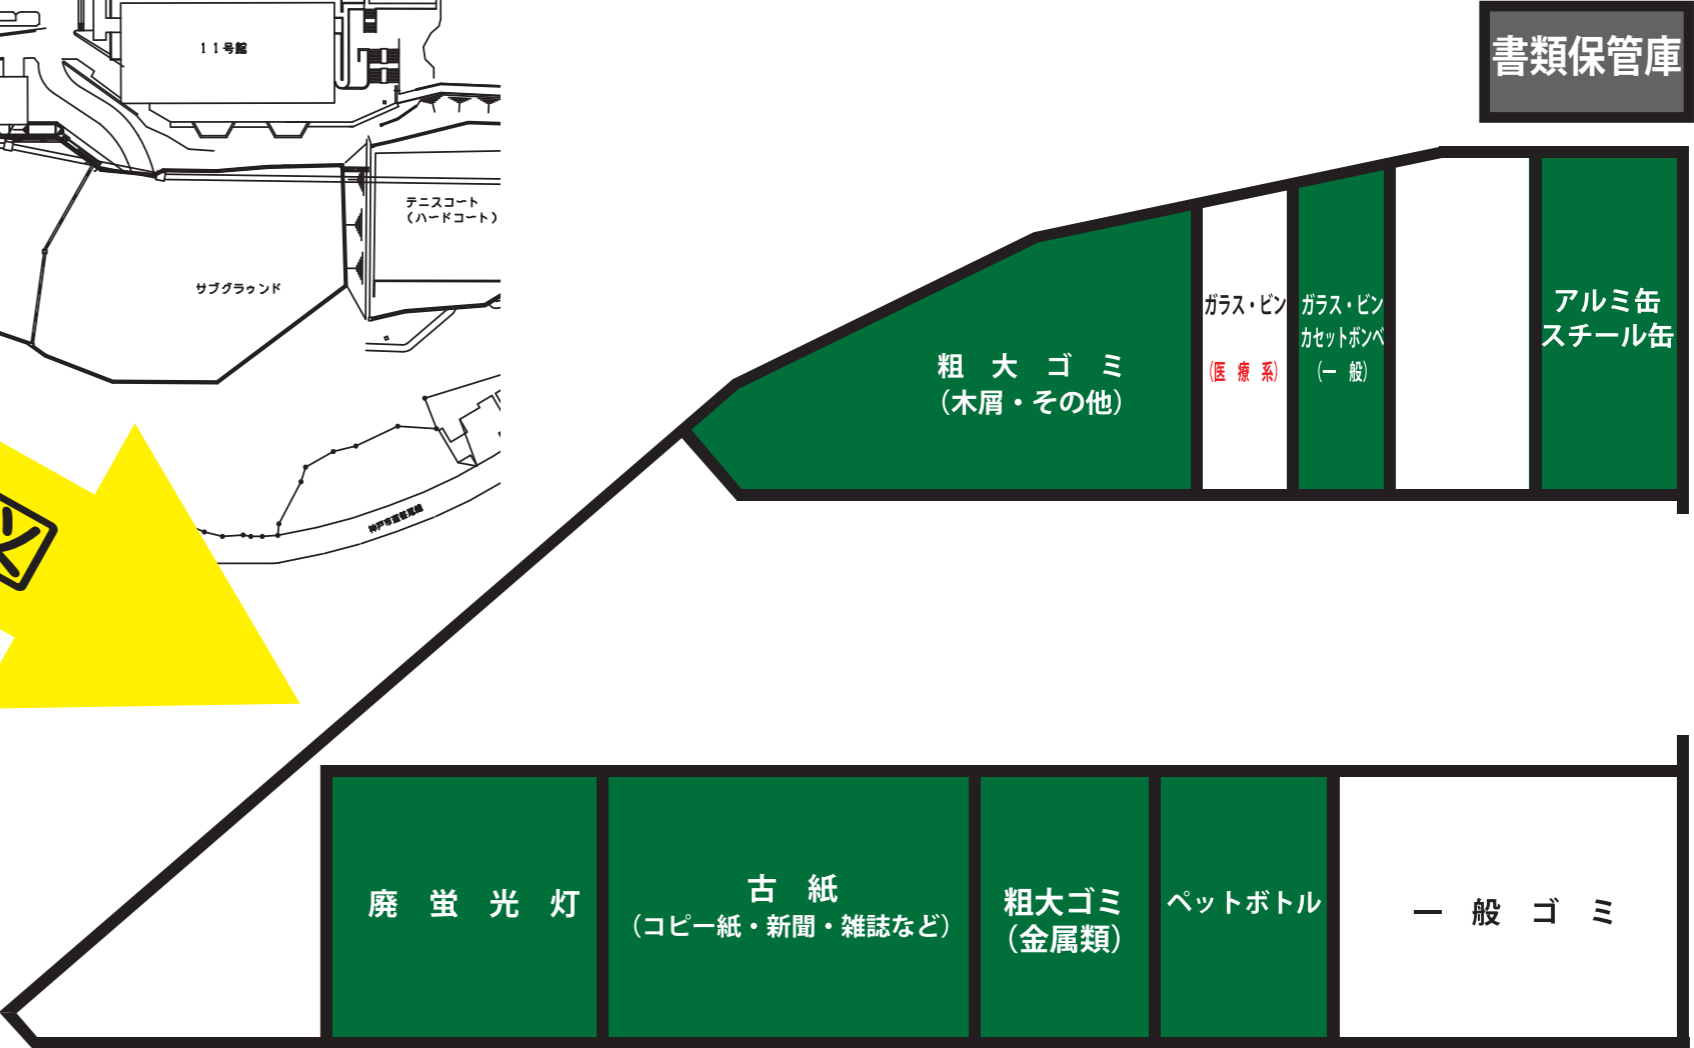 11号館
テニスコート
(ハードコート)
サブグラゥンド
書類保管庫
粗大ゴミ
(木屑・その他)
ガラス・ビン
(医療系)
ガラス・ビン
カセットボンベ
(一般)
アルミ缶
スチール缶
廃蛍光灯
古紙
(コピー紙・新聞・雑誌など)
粗大ゴミ
(金属類)
ペットボトル
一般ゴミ